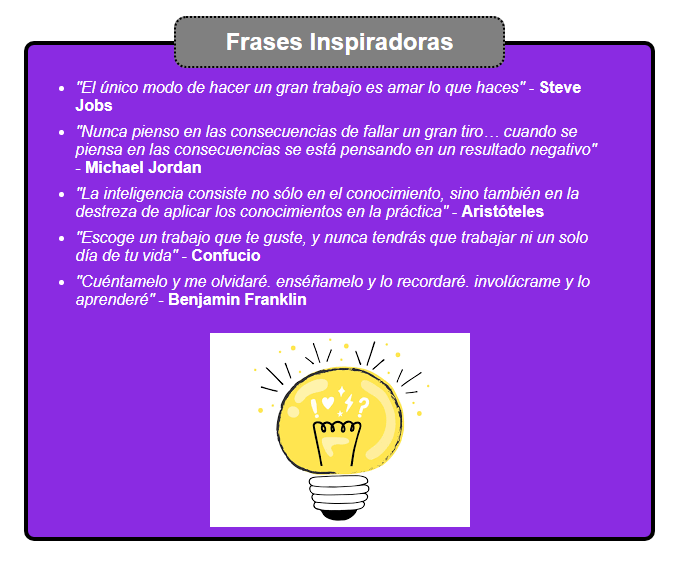 Frases Inspiradoras
"El único modo de hacer un gran trabajo es amar lo que haces" - Steve
Jobs
"Nunca pienso en las consecuencias de fallar un gran tiro… cuando se
piensa en las consecuencias se está pensando en un resultado negativo"
- Michael Jordan
"La inteligencia consiste no sólo en el conocimiento, sino también en la
destreza de aplicar los conocimientos en la práctica" - Aristóteles
"Escoge un trabajo que te guste, y nunca tendrás que trabajar ni un solo
día de tu vida" - Confucio
"Cuéntamelo y me olvidaré. enséñamelo y lo recordaré. involúcrame y lo
aprenderé" - Benjamin Franklin
! ?